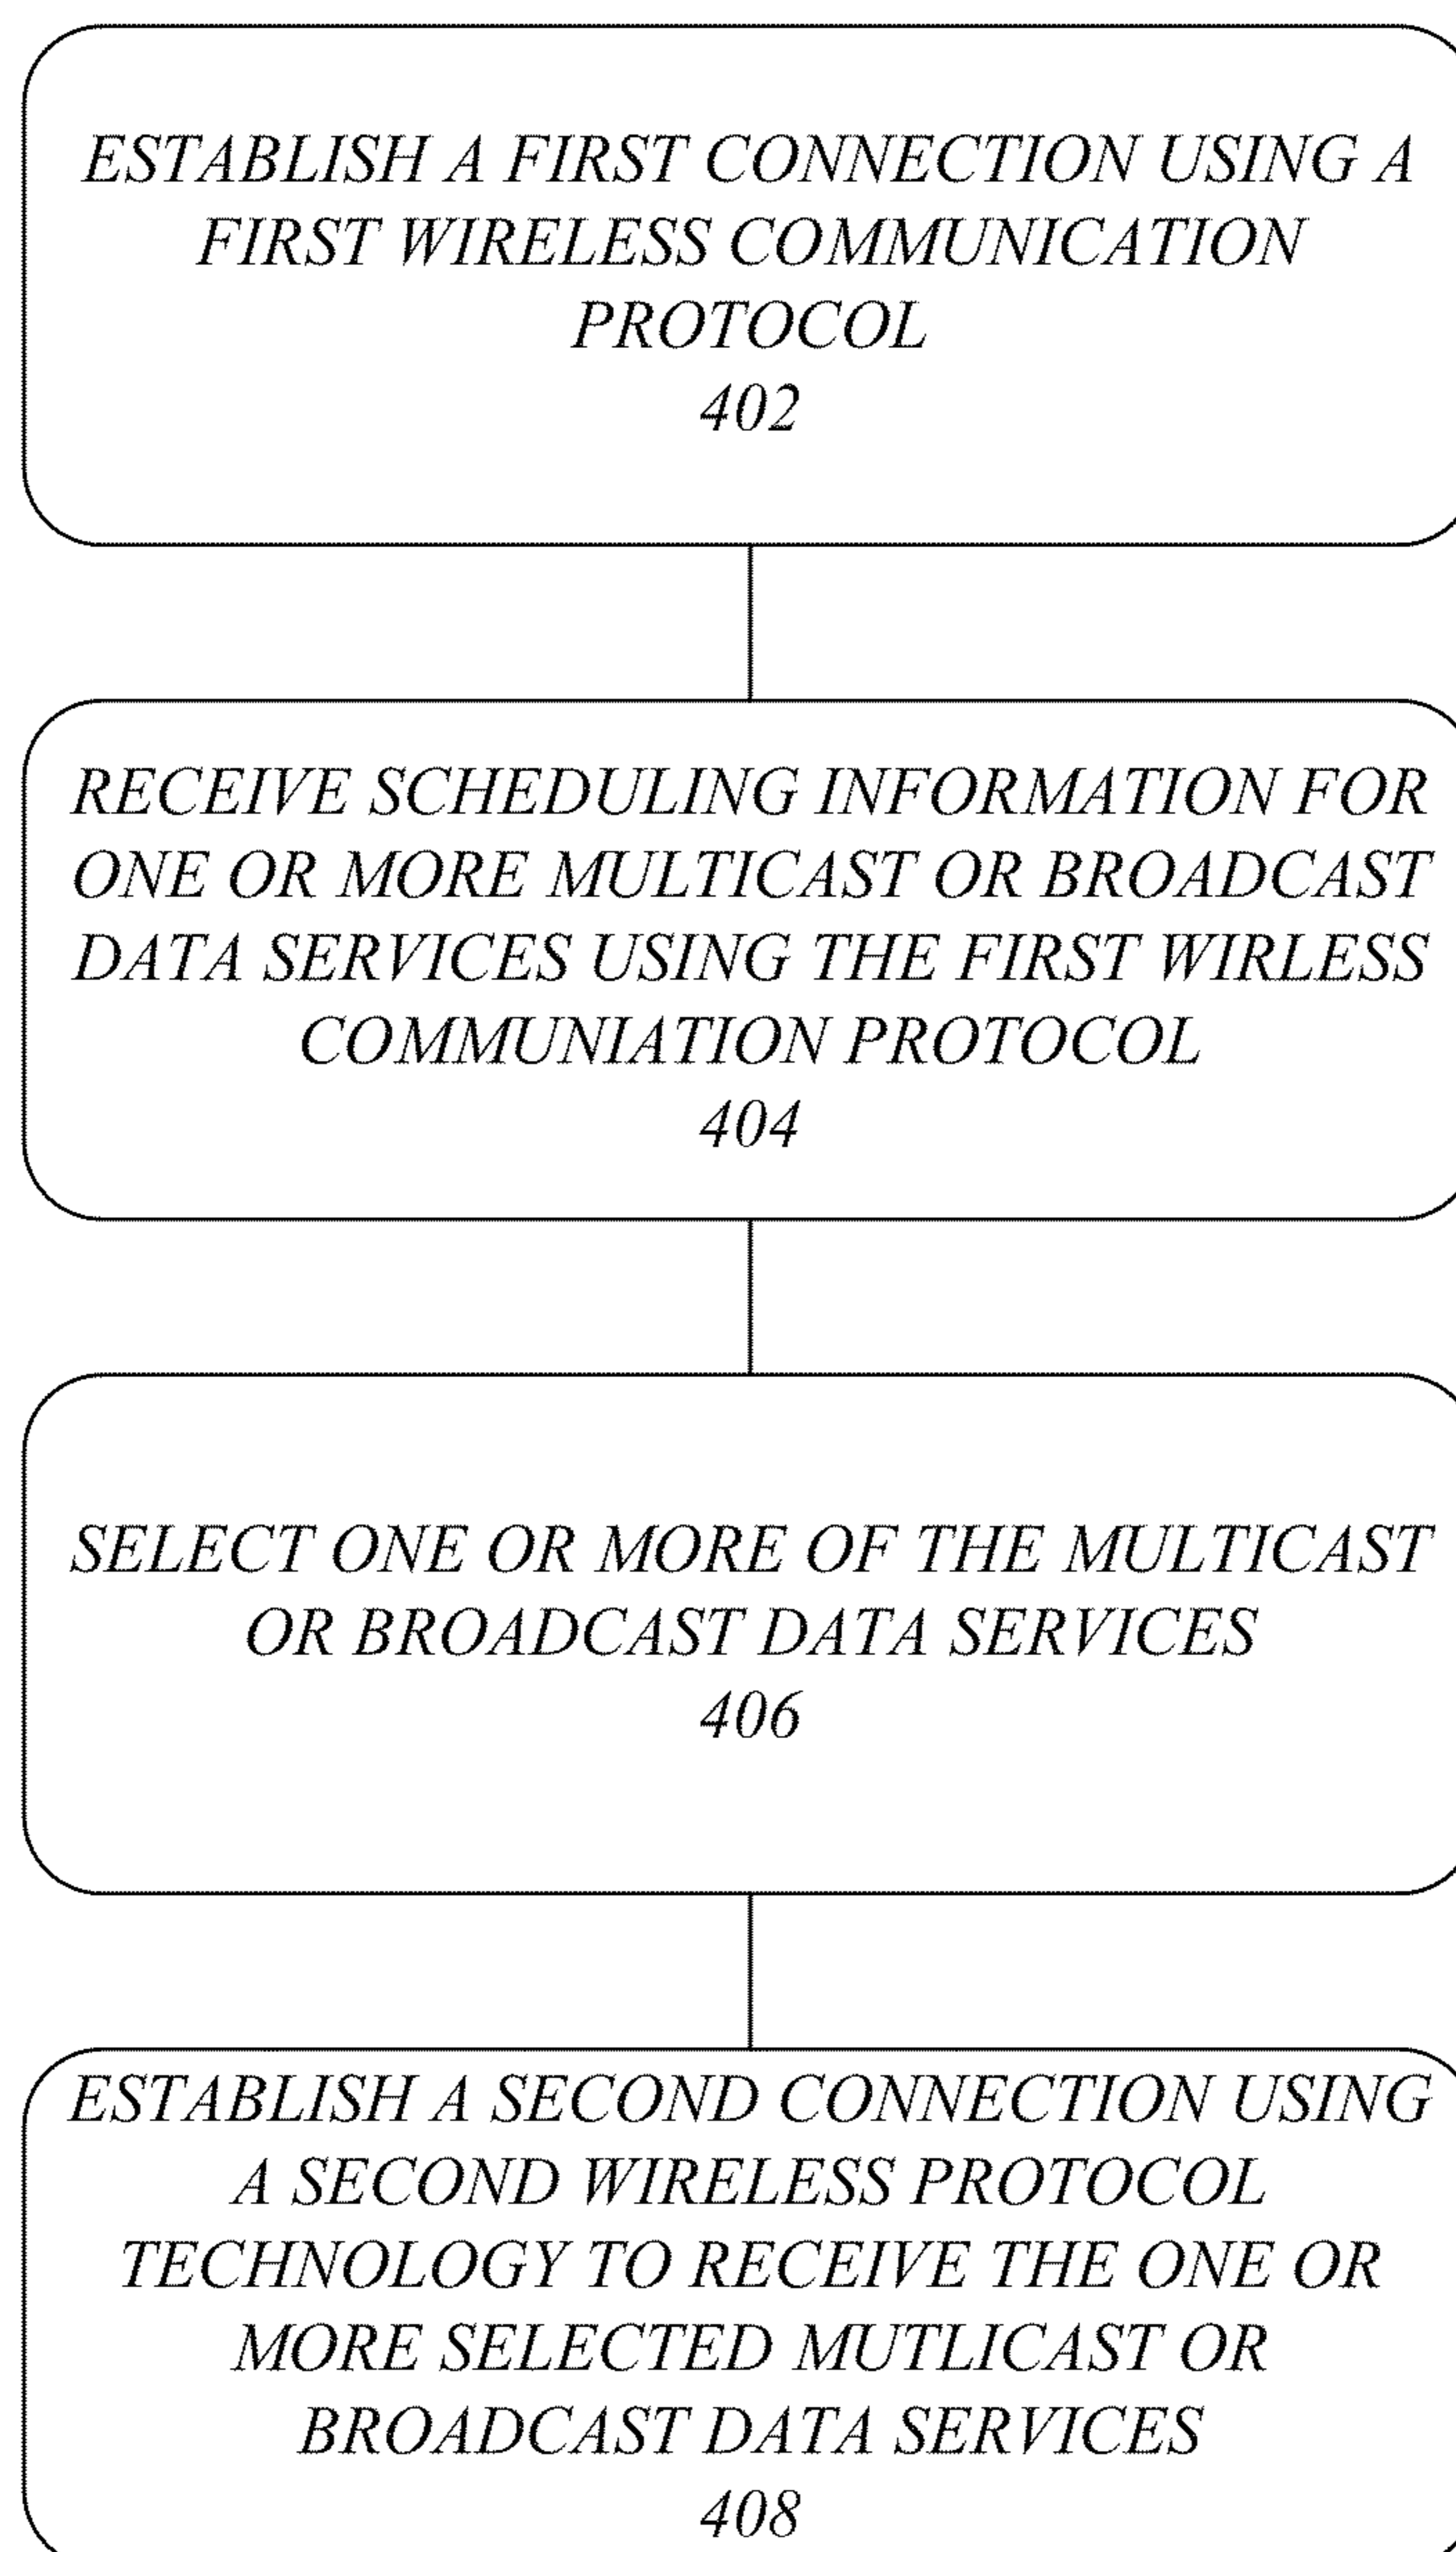 ESTABLISH A FIRST CONNECTION USING A
FIRST WIRELESS COMMUNICATION
PROTOCOL
402
RECEIVE SCHEDULING INFORMATION FOR
ONE OR MORE MULTICAST OR BROADCAST
DATA SERVICES USING THE FIRST WIRLESS
COMMUNIATION PROTOCOL
404
SELECT ONE OR MORE OF THE MULTICAST
OR BROADCAST DATA SERVICES
406
ESTABLISH A SECOND CONNECTION USING
A SECOND WIRELESS PROTOCOL
TECHNOLOGY TO RECEIVE THE ONE OR
MORE SELECTED MUTLICAST OR
BROADCAST DATA SERVICES
408